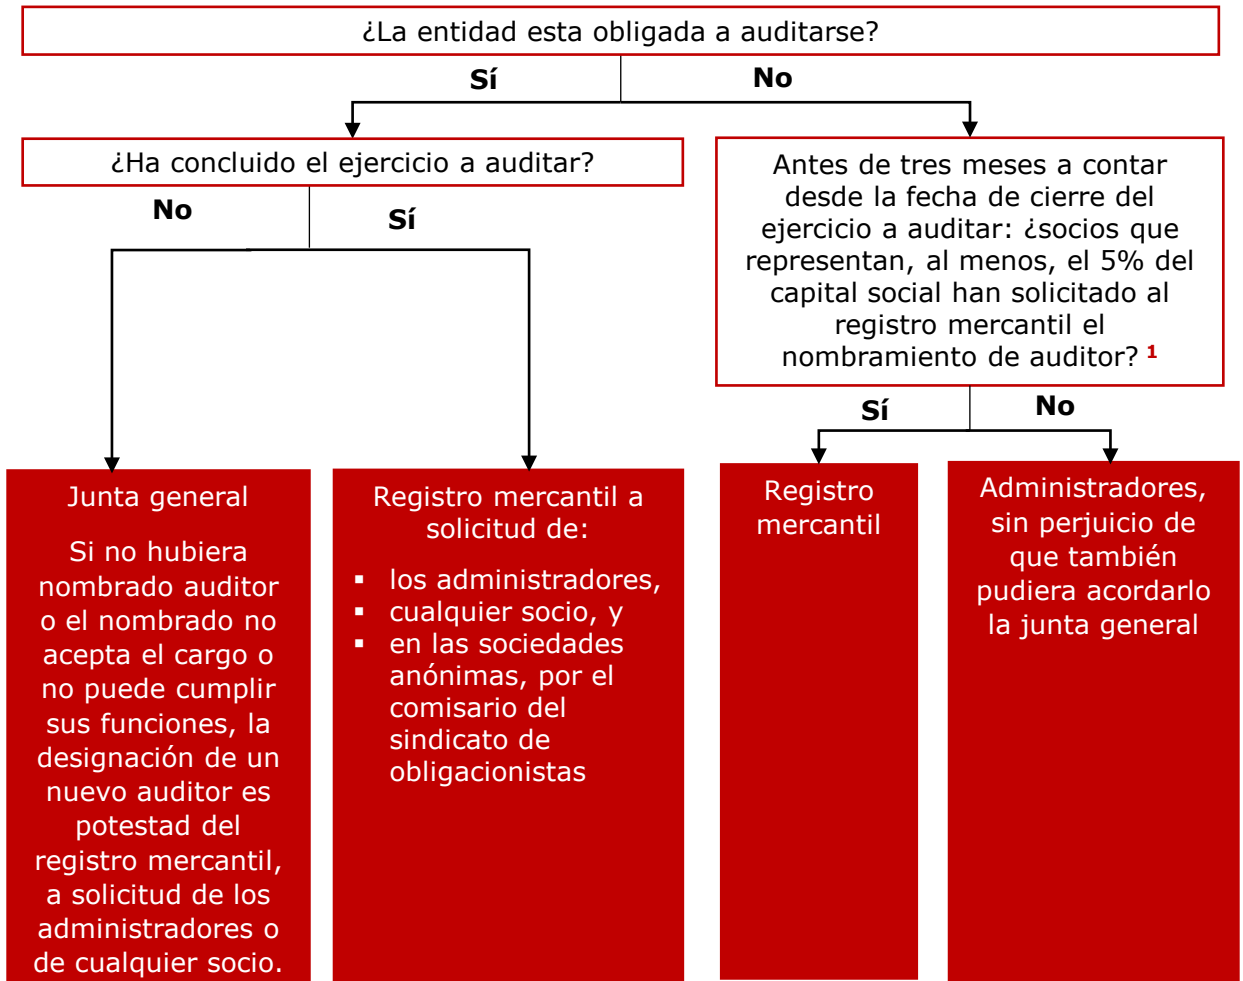 ¿La entidad esta obligada a auditarse?
Sí
No
¿Ha concluido el ejercicio a auditar?
No
Sí
Antes de tres meses a contar
desde la fecha de cierre del
ejercicio a auditar: ¿socios que
representan, al menos, el 5% del
capital social han solicitado al
registro mercantil el
nombramiento de auditor? 1
Sí
No
Junta general
Si no hubiera
nombrado auditor
o el nombrado no
acepta el cargo o
no puede cumplir
sus funciones, la
designación de un
nuevo auditor es
potestad del
registro mercantil,
a solicitud de los
administradores o
de cualquier socio.
Registro mercantil a
solicitud de:
▪ los administradores,
▪ cualquier socio, y
▪ en las sociedades
anónimas, por el
comisario del
sindicato de
obligacionistas
Registro
mercantil
Administradores,
sin perjuicio de
que también
pudiera acordarlo
la junta general